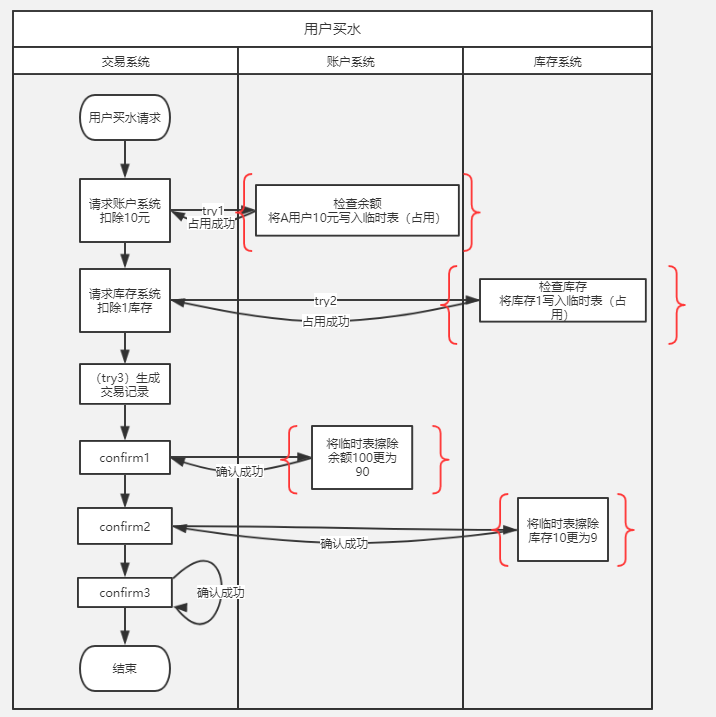 用户买水
交易系统
账户系统
库存系统
用户买水请求
请求账户系统
扣除10元
try1
占用成功
检查余额
将A用户10元写入临时表（占用）
请求库存系统
扣除1库存
try2
占用成功
检查库存
将库存1写入临时表（占
用）
（try3）生成
交易记录
confirm1
确认成功
将临时表擦除
余额100更为
90
confirm2
确认成功
将临时表擦除
库存10更为9
confirm3
确认成功
结束